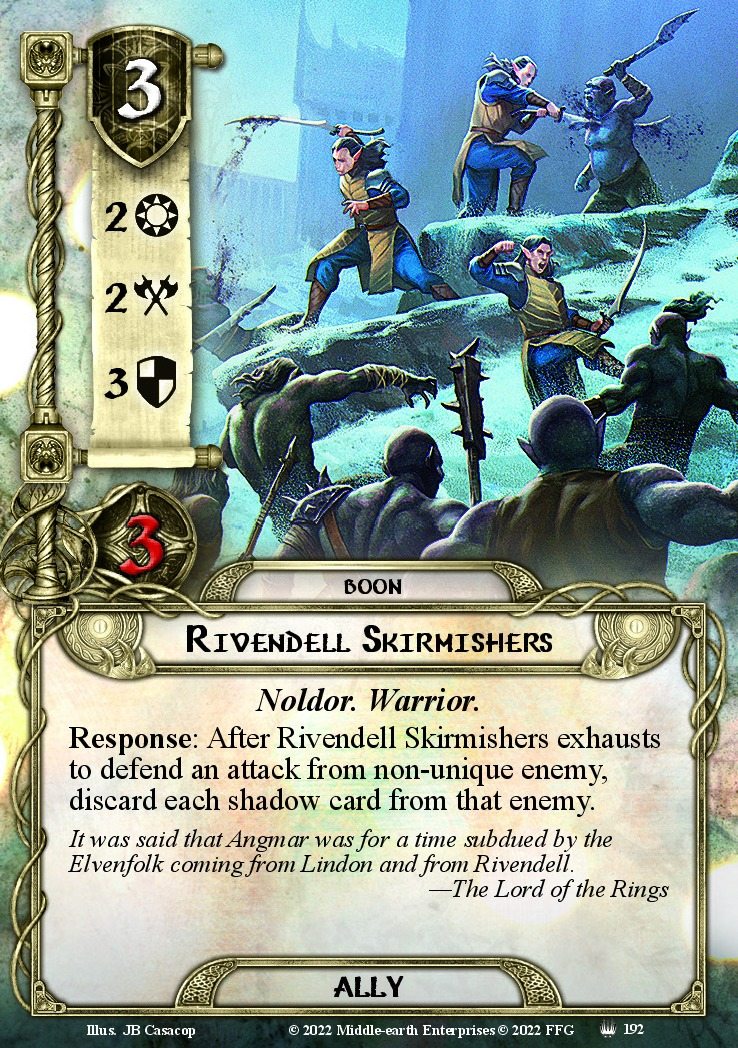 3
2
2
3
3
BOON
Rivendell Skirmishers
Noldor. Warrior.
Response: After Rivendell Skirmishers exhausts
to defend an attack from non-unique enemy,
discard each shadow card from that enemy.
It was said that Angmar was for a time subdued by the
Elvenfolk coming from Lindon and from Rivendell.
—The Lord of the Rings
ALLY
Illus. JB Casacop © 2022 Middle-earth Enterprises © 2022 FFG 192